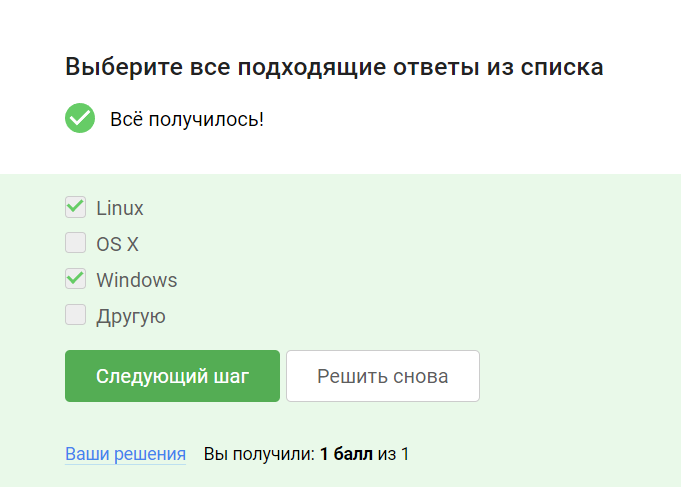 Выберите все подходящие ответы из списка
Всё получилось!
Linux
OS X
Windows
Другую
Следующий шаг
Решить снова
Ваши решения
Вы получили: 1 балл из 1